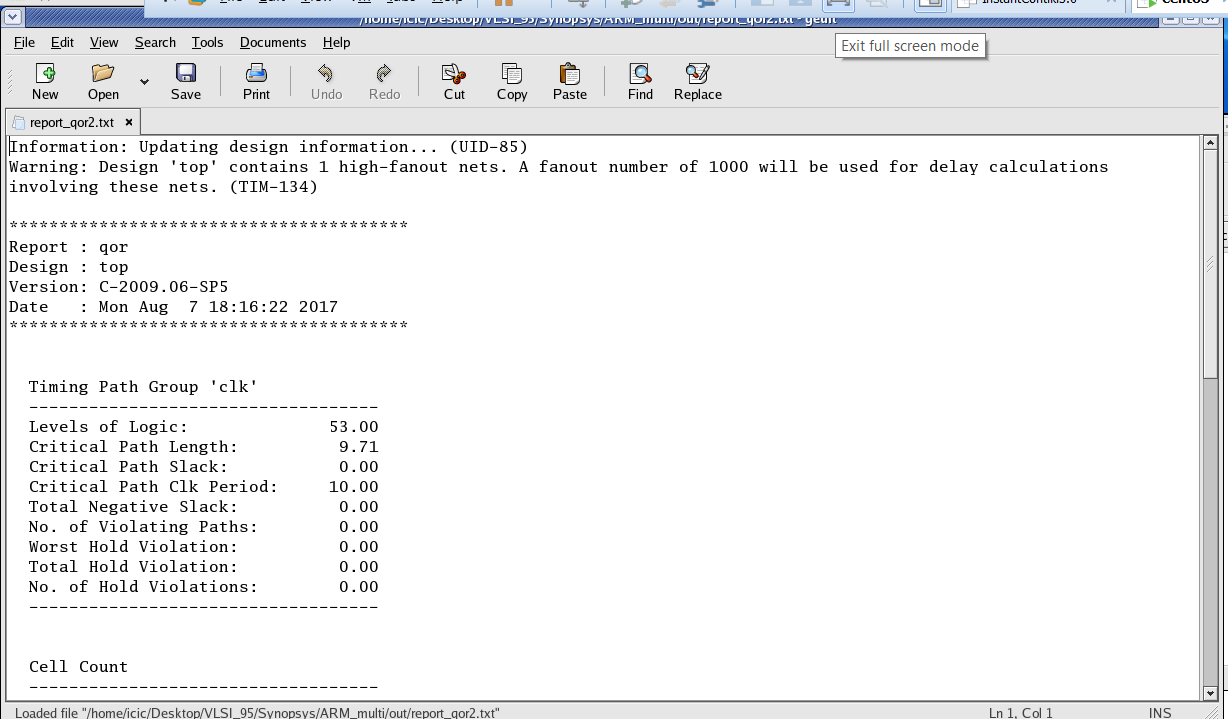 /home/icic/Desktop/VLSI_95/Synopsys/ARM_multi/out/report_qor2.txt - gedit
File Edit View Search Tools Documents Help
Exit full screen mode
New Open Save Print Undo Redo Cut Copy Paste Find Replace
report_qor2.txt
Information: Updating design information... (UID-85)
Warning: Design 'top' contains 1 high-fanout nets. A fanout number of 1000 will be used for delay calculations
involving these nets. (TIM-134)
****************************************
Report : qor
Design : top
Version: C-2009.06-SP5
Date   : Mon Aug  7 18:16:22 2017
****************************************
Timing Path Group 'clk'
-----------------------------------
Levels of Logic: 53.00
Critical Path Length: 9.71
Critical Path Slack: 0.00
Critical Path Clk Period: 10.00
Total Negative Slack: 0.00
No. of Violating Paths: 0.00
Worst Hold Violation: 0.00
Total Hold Violation: 0.00
No. of Hold Violations: 0.00
-----------------------------------
Cell Count
-----------------------------------
Loaded file "/home/icic/Desktop/VLSI_95/Synopsys/ARM_multi/out/report_qor2.txt" Ln 1, Col 1 INS